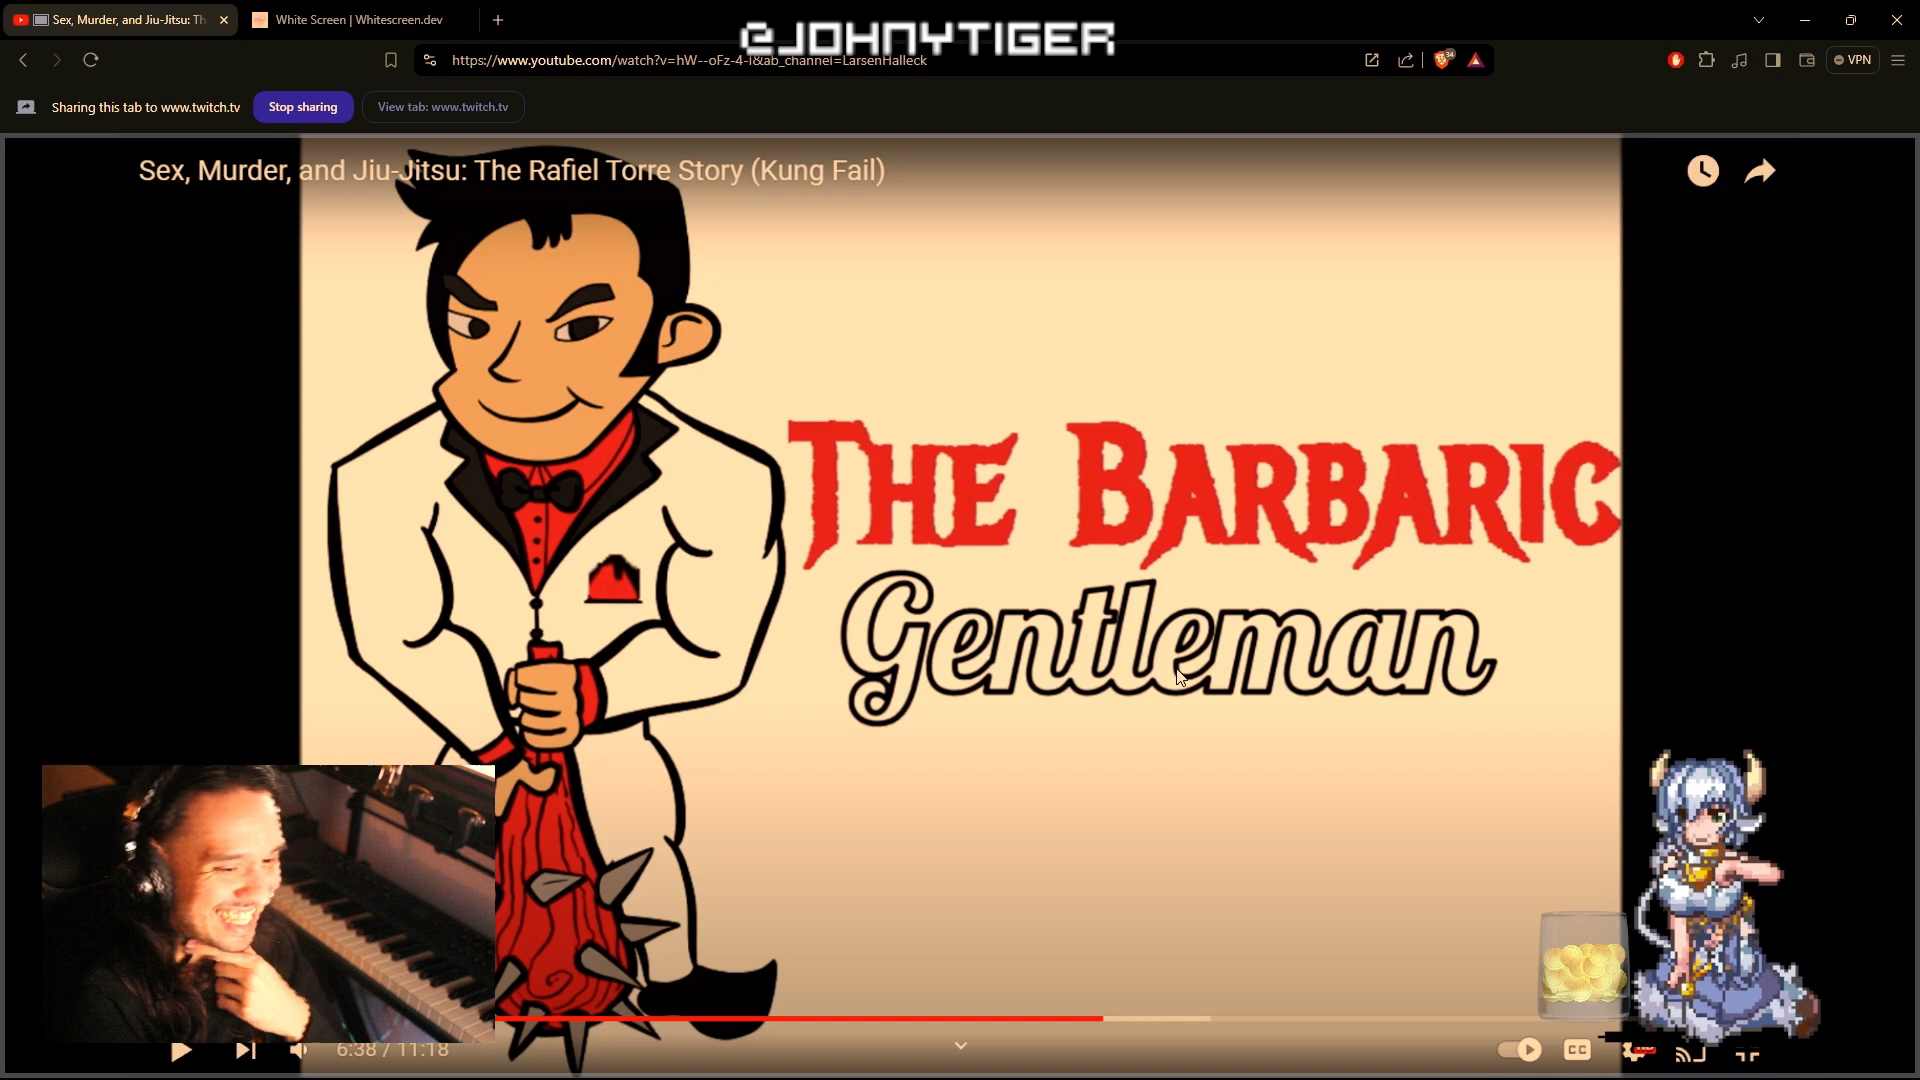 Sex, Murder, and Jiu-Jitsu: Th
White Screen | Whitescreen.dev
@JOHNYTIGER
https://www.youtube.com/watch?v=hW--oFz-4-I&ab_channel=LarsenHalleck
34
VPN
Sharing this tab to www.twitch.tv
Stop sharing
View tab: www.twitch.tv
Sex, Murder, and Jiu-Jitsu: The Rafiel Torre Story (Kung Fail)
The Barbaric
Gentleman
6:38 / 11:18
CC